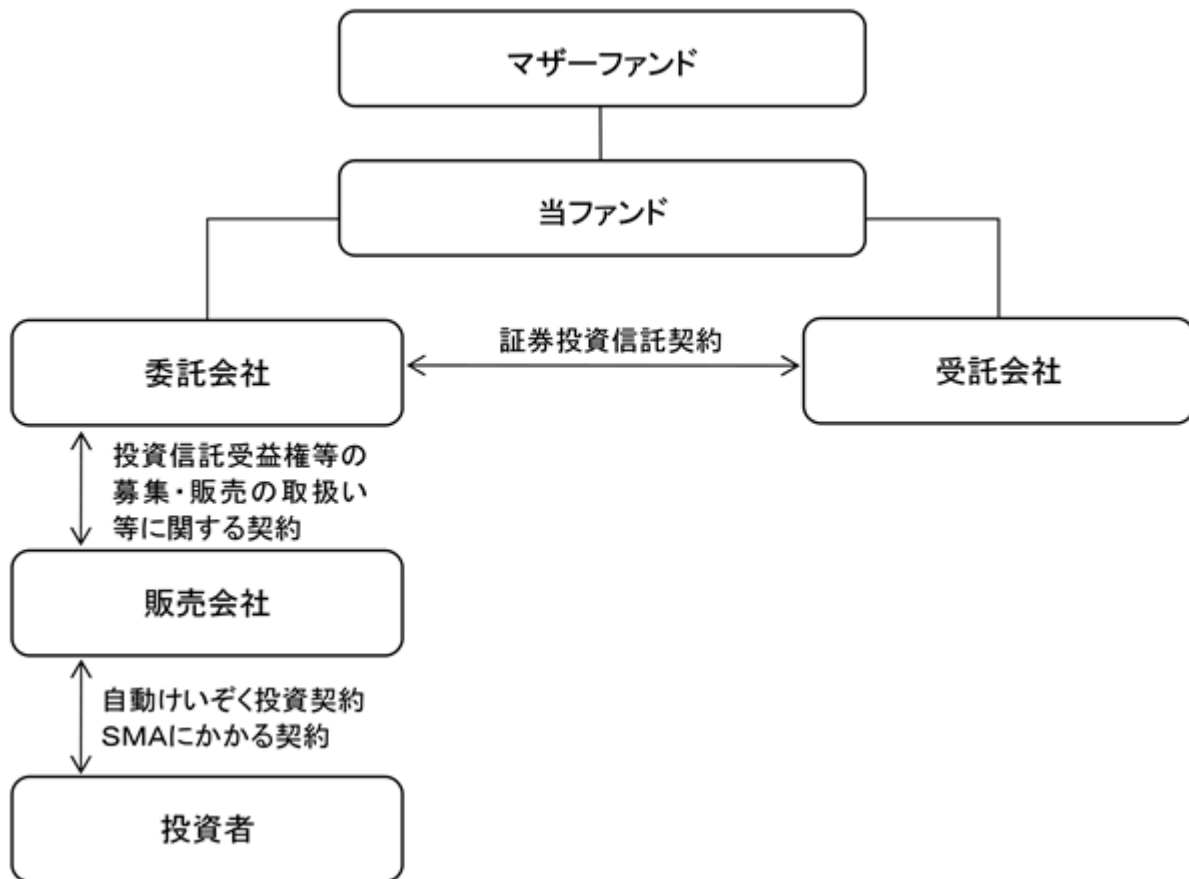 マザーファンド
当ファンド
証券投資信託契約
委託会社
受託会社
投資信託受益権等の
募集・販売の取扱い
等に関する契約
販売会社
自動けいぞく投資契約
SMAにかかる契約
投資者